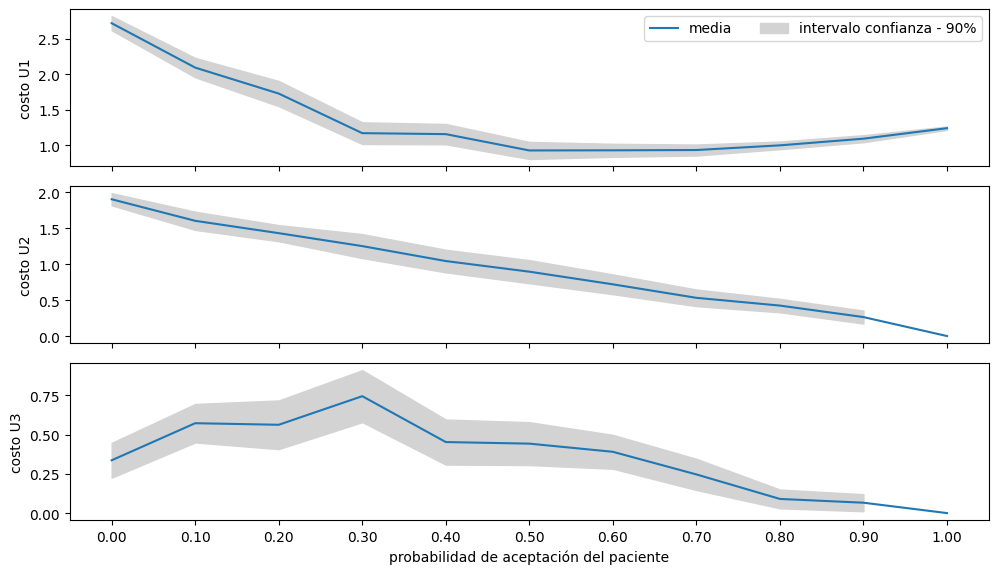 media
intervalo confianza - 90%
costo U1
2.5
2.0
1.5
1.0
costo U2
2.0
1.5
1.0
0.5
0.0
costo U3
0.75
0.50
0.25
0.00
0.00 0.10 0.20 0.30 0.40 0.50 0.60 0.70 0.80 0.90 1.00
probabilidad de aceptación del paciente